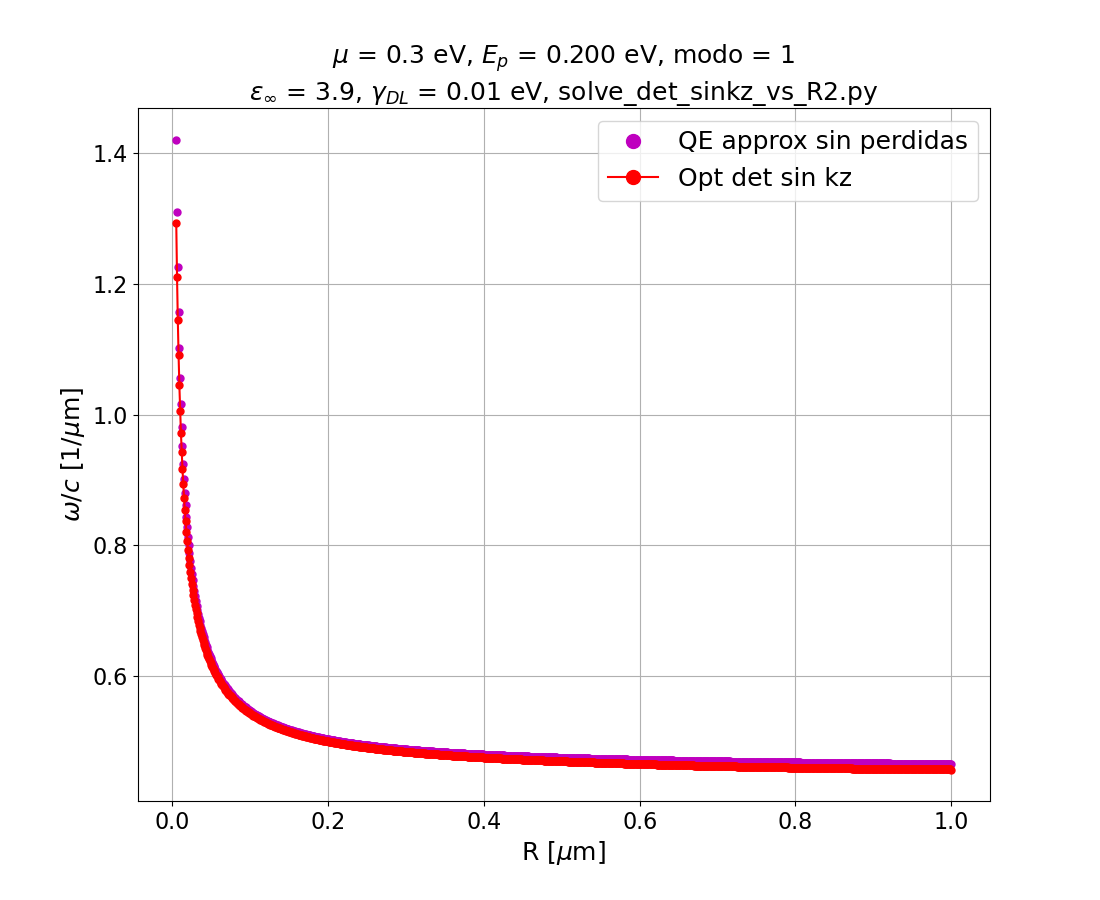 μ = 0.3 eV, E_p = 0.200 eV, modo = 1
ε_∞ = 3.9, γ_DL = 0.01 eV, solve_det_sinkz_vs_R2.py
QE approx sin perdidas
Opt det sin kz
1.4
1.2
1.0
0.8
0.6
ω/c [1/μm]
0.0 0.2 0.4 0.6 0.8 1.0
R [μm]